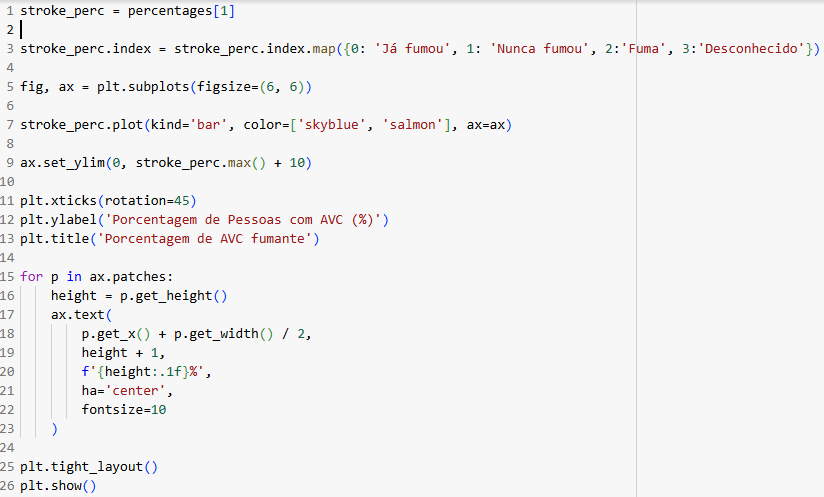 1 stroke_perc = percentages[1]
2
3 stroke_perc.index = stroke_perc.index.map({0: 'Já fumou', 1: 'Nunca fumou', 2:'Fuma', 3:'Desconhecido'})
4
5 fig, ax = plt.subplots(figsize=(6, 6))
6
7 stroke_perc.plot(kind='bar', color=['skyblue', 'salmon'], ax=ax)
8
9 ax.set_ylim(0, stroke_perc.max() + 10)
10
11 plt.xticks(rotation=45)
12 plt.ylabel('Porcentagem de Pessoas com AVC (%)')
13 plt.title('Porcentagem de AVC fumante')
14
15 for p in ax.patches:
16     height = p.get_height()
17     ax.text(
18         p.get_x() + p.get_width() / 2,
19         height + 1,
20         f'{height:.1f}%',
21         ha='center',
22         fontsize=10
23     )
24
25 plt.tight_layout()
26 plt.show()